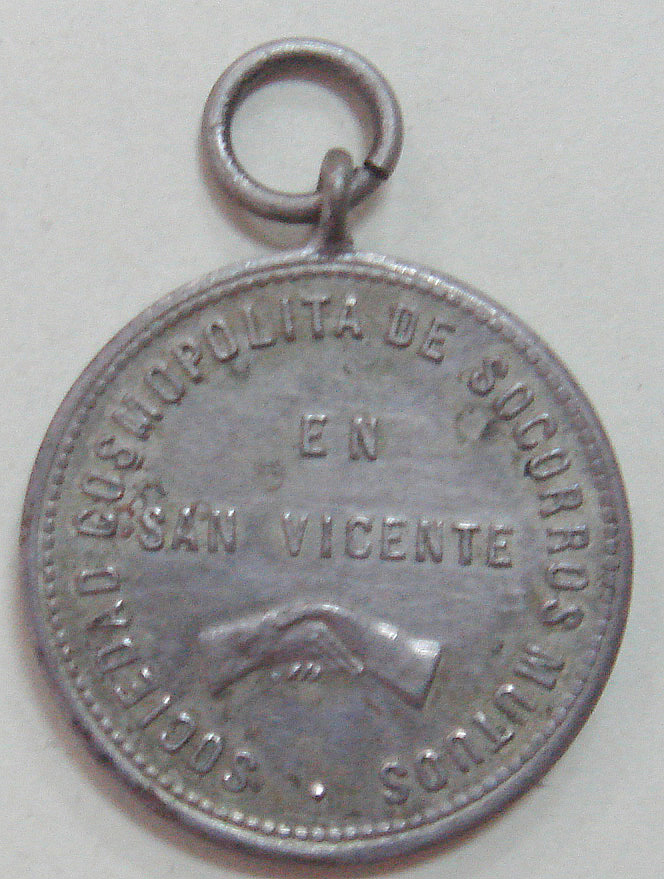 SOCIEDAD COSMOPOLITA DE SOCORROS MUTUOS
EN
SAN VICENTE